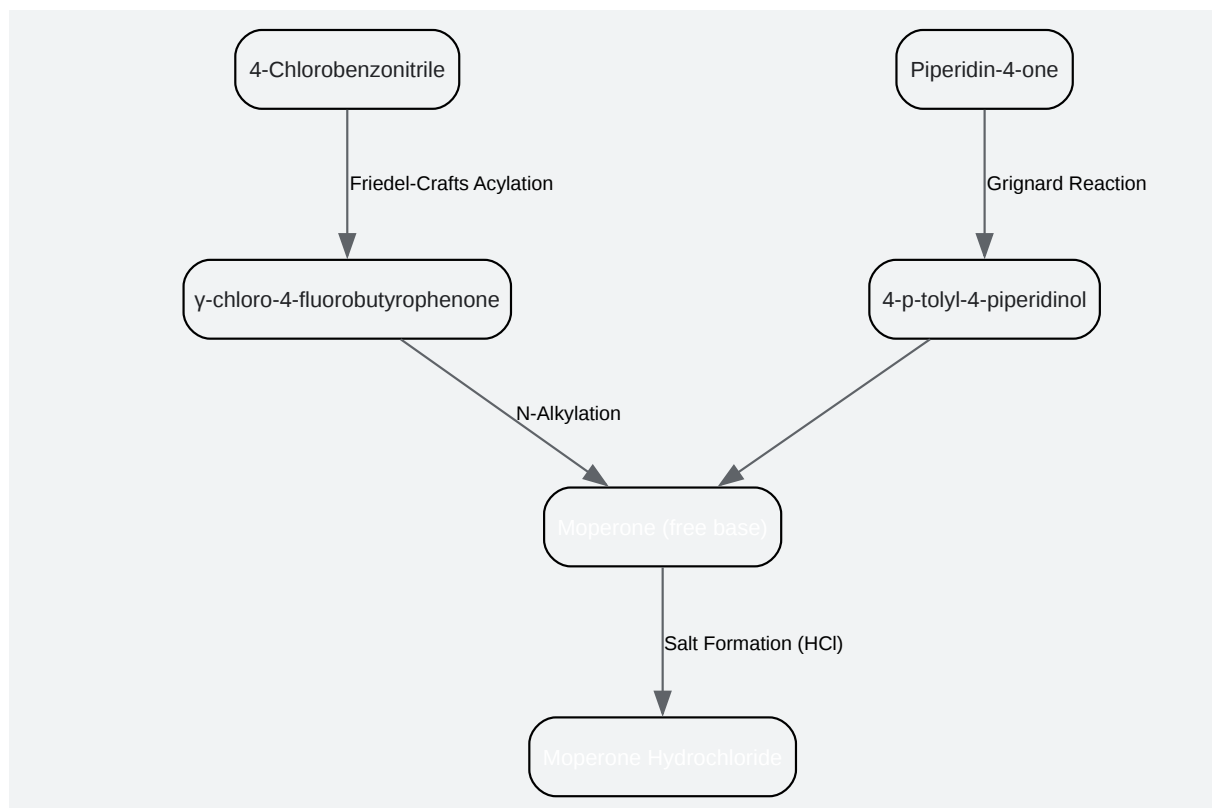 4-Chlorobenzonitrile
Piperidin-4-one
Friedel-Crafts Acylation
Grignard Reaction
γ-chloro-4-fluorobutyrophenone
4-p-tolyl-4-piperidinol
N-Alkylation
Moperone (free base)
Salt Formation (HCl)
Moperone Hydrochloride